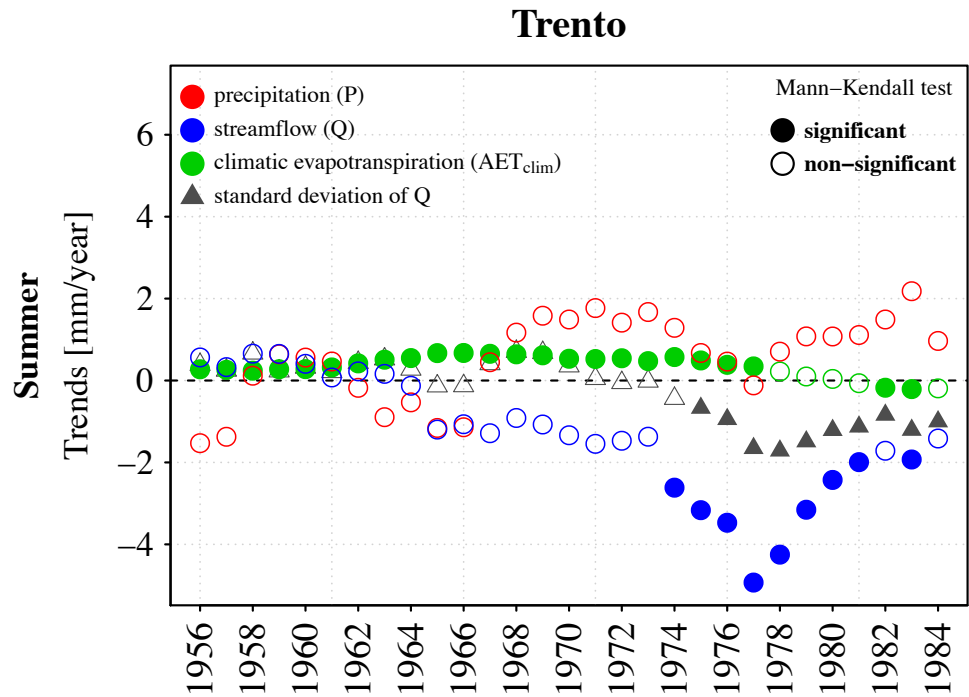 Trento
precipitation (P)
streamflow (Q)
climatic evapotranspiration (AETclim)
standard deviation of Q
Mann−Kendall test
significant
non−significant
Summer
Trends [mm/year]
6
4
2
0
−2
−4
1956
1958
1960
1962
1964
1966
1968
1970
1972
1974
1976
1978
1980
1982
1984